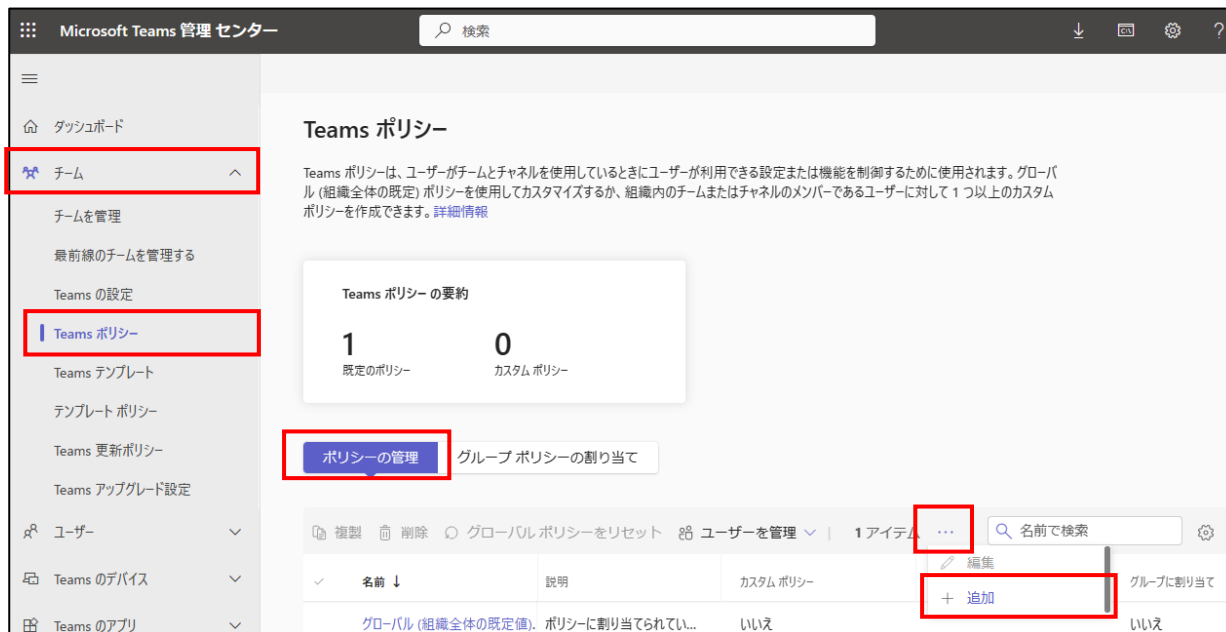 Microsoft Teams 管理 センター
検索
?
ダッシュボード
チーム
チームを管理
最前線のチームを管理する
Teams の設定
Teams ポリシー
Teams テンプレート
テンプレート ポリシー
Teams 更新ポリシー
Teams アップグレード設定
ユーザー
Teams のデバイス
Teams のアプリ
Teams ポリシー
Teams ポリシーは、ユーザーがチームとチャネルを使用しているときにユーザーが利用できる設定または機能を制御するために使用されます。グローバ
ル (組織全体の既定) ポリシーを使用してカスタマイズするか、組織内のチームまたはチャネルのメンバーであるユーザーに対して 1 つ以上のカスタム
ポリシーを作成できます。詳細情報
Teams ポリシー の要約
1 0
既定のポリシー カスタム ポリシー
ポリシーの管理 グループ ポリシーの割り当て
複製 削除 グローバル ポリシーをリセット ユーザーを管理 | 1 アイテム … 名前で検索
編集
+ 追加
名前 ↓ 説明 カスタム ポリシー グループに割り当て
グローバル (組織全体の既定値). ポリシーに割り当てられてい... いいえ いいえ